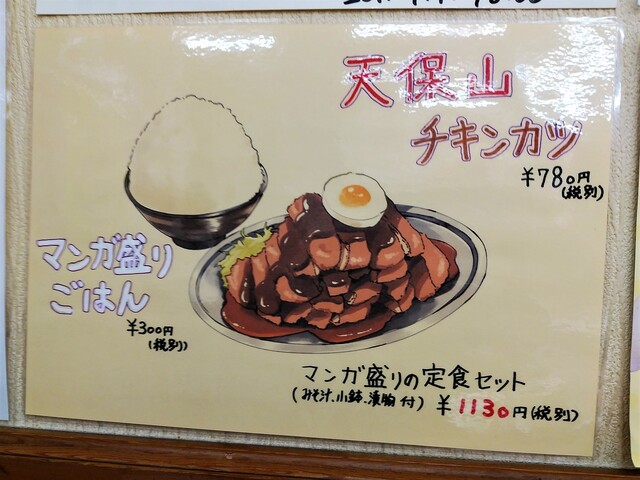 天保山
チキンカツ
￥780円
(税別)
マンガ盛り
ごはん
￥300円
(税別)
マンガ盛りの定食セット
(みそ汁、小鉢、漬物付) ￥1130円(税別)